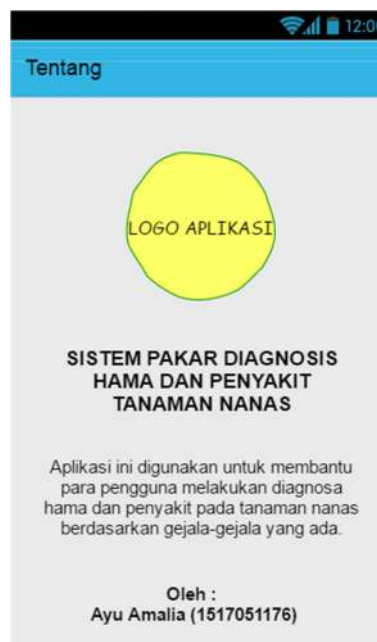 12:0
Tentang
LOGO APLIKASI
SISTEM PAKAR DIAGNOSIS
HAMA DAN PENYAKIT
TANAMAN NANAS
Aplikasi ini digunakan untuk membantu
para pengguna melakukan diagnosa
hama dan penyakit pada tanaman nanas
berdasarkan gejala-gejala yang ada.
Oleh :
Ayu Amalia (1517051176)